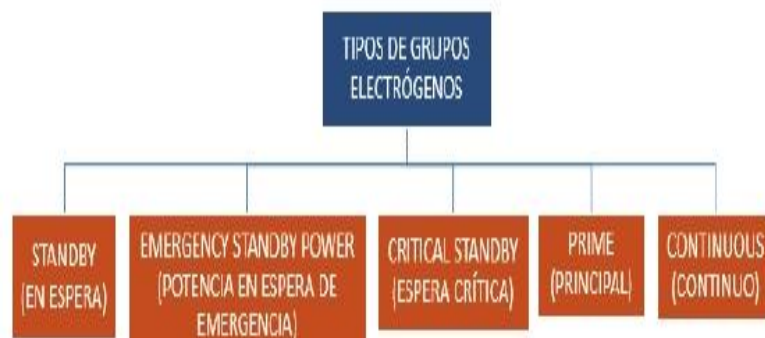 TIPOS DE GRUPOS
ELECTRÓGENOS
STANDBY
(EN ESPERA)
EMERGENCY STANDBY POWER
(POTENCIA EN ESPERA DE
EMERGENCIA)
CRITICAL STANDBY
(ESPERA CRÍTICA)
PRIME
(PRINCIPAL)
CONTINUOUS
(CONTINUO)